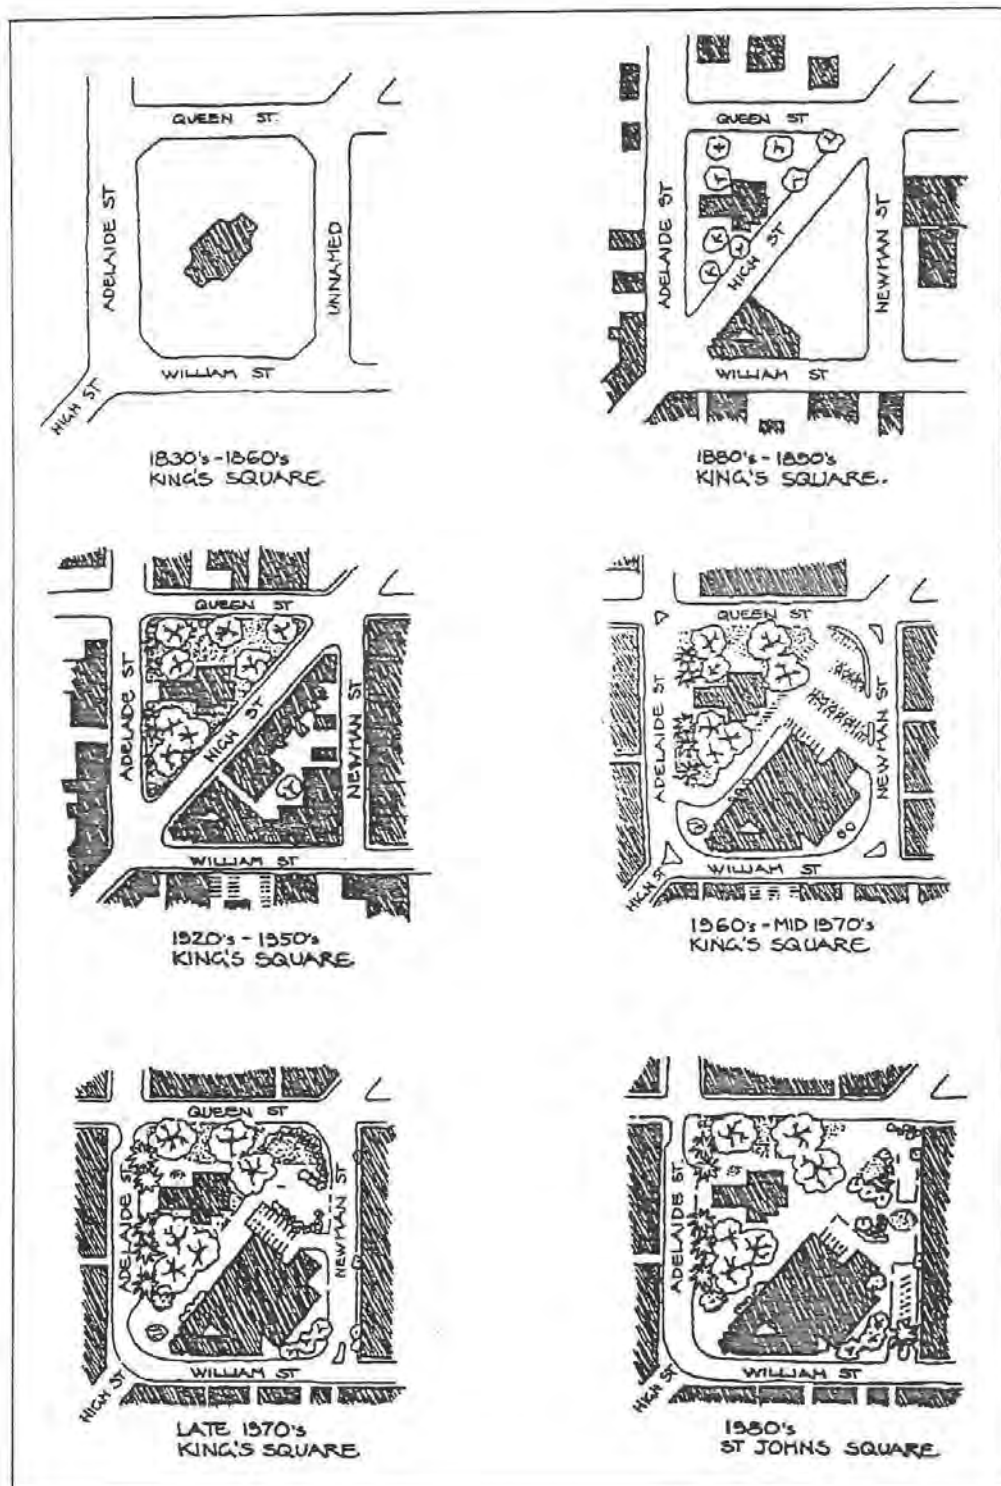 QUEEN ST.
ADELAIDE ST
UNNAMED
WILLIAM ST
HIGH ST
1830's-1860's
KING'S SQUARE
QUEEN ST
ADELAIDE ST
HIGH ST
NEWMAN ST
WILLIAM ST
1880's-1890's
KING'S SQUARE.
QUEEN ST
ADELAIDE ST
HIGH ST
NEWMAN ST
WILLIAM ST
1920's-1950's
KING'S SQUARE
QUEEN ST
ADELAIDE ST
NEWMAN ST
WILLIAM ST
HIGH ST
1960's-MID 1970's
KING'S SQUARE
QUEEN ST
ADELAIDE ST.
NEWMAN ST
WILLIAM ST
HIGH ST
LATE 1970's
KING'S SQUARE
ADELAIDE ST.
WILLIAM ST
HIGH ST
1980's
ST JOHNS SQUARE